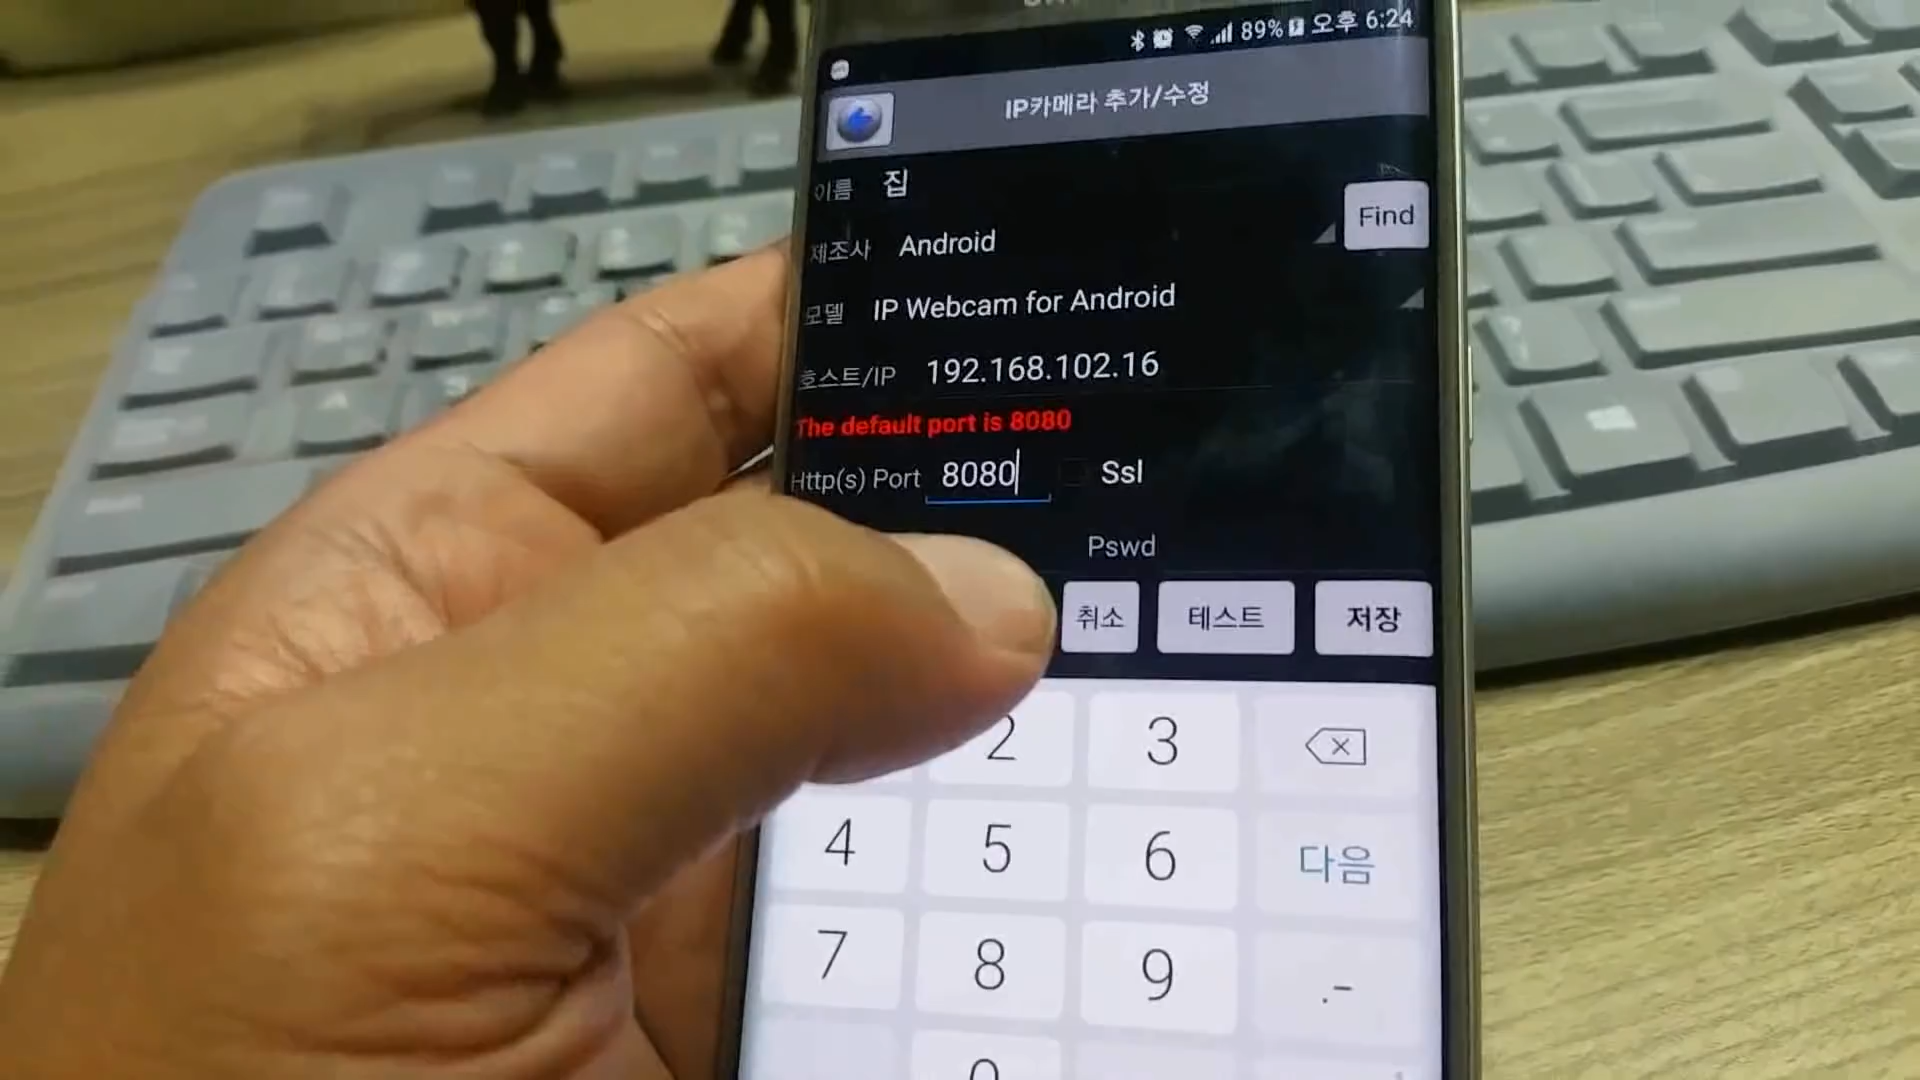 89% 오후 6:24
IP카메라 추가/수정
이름 집
Find
제조사 Android
모델 IP Webcam for Android
호스트/IP 192.168.102.16
The default port is 8080
Http(s) Port 8080 Ssl
Pswd
취소 테스트 저장
2 3
4 5 6 다음
7 8 9 .-
0